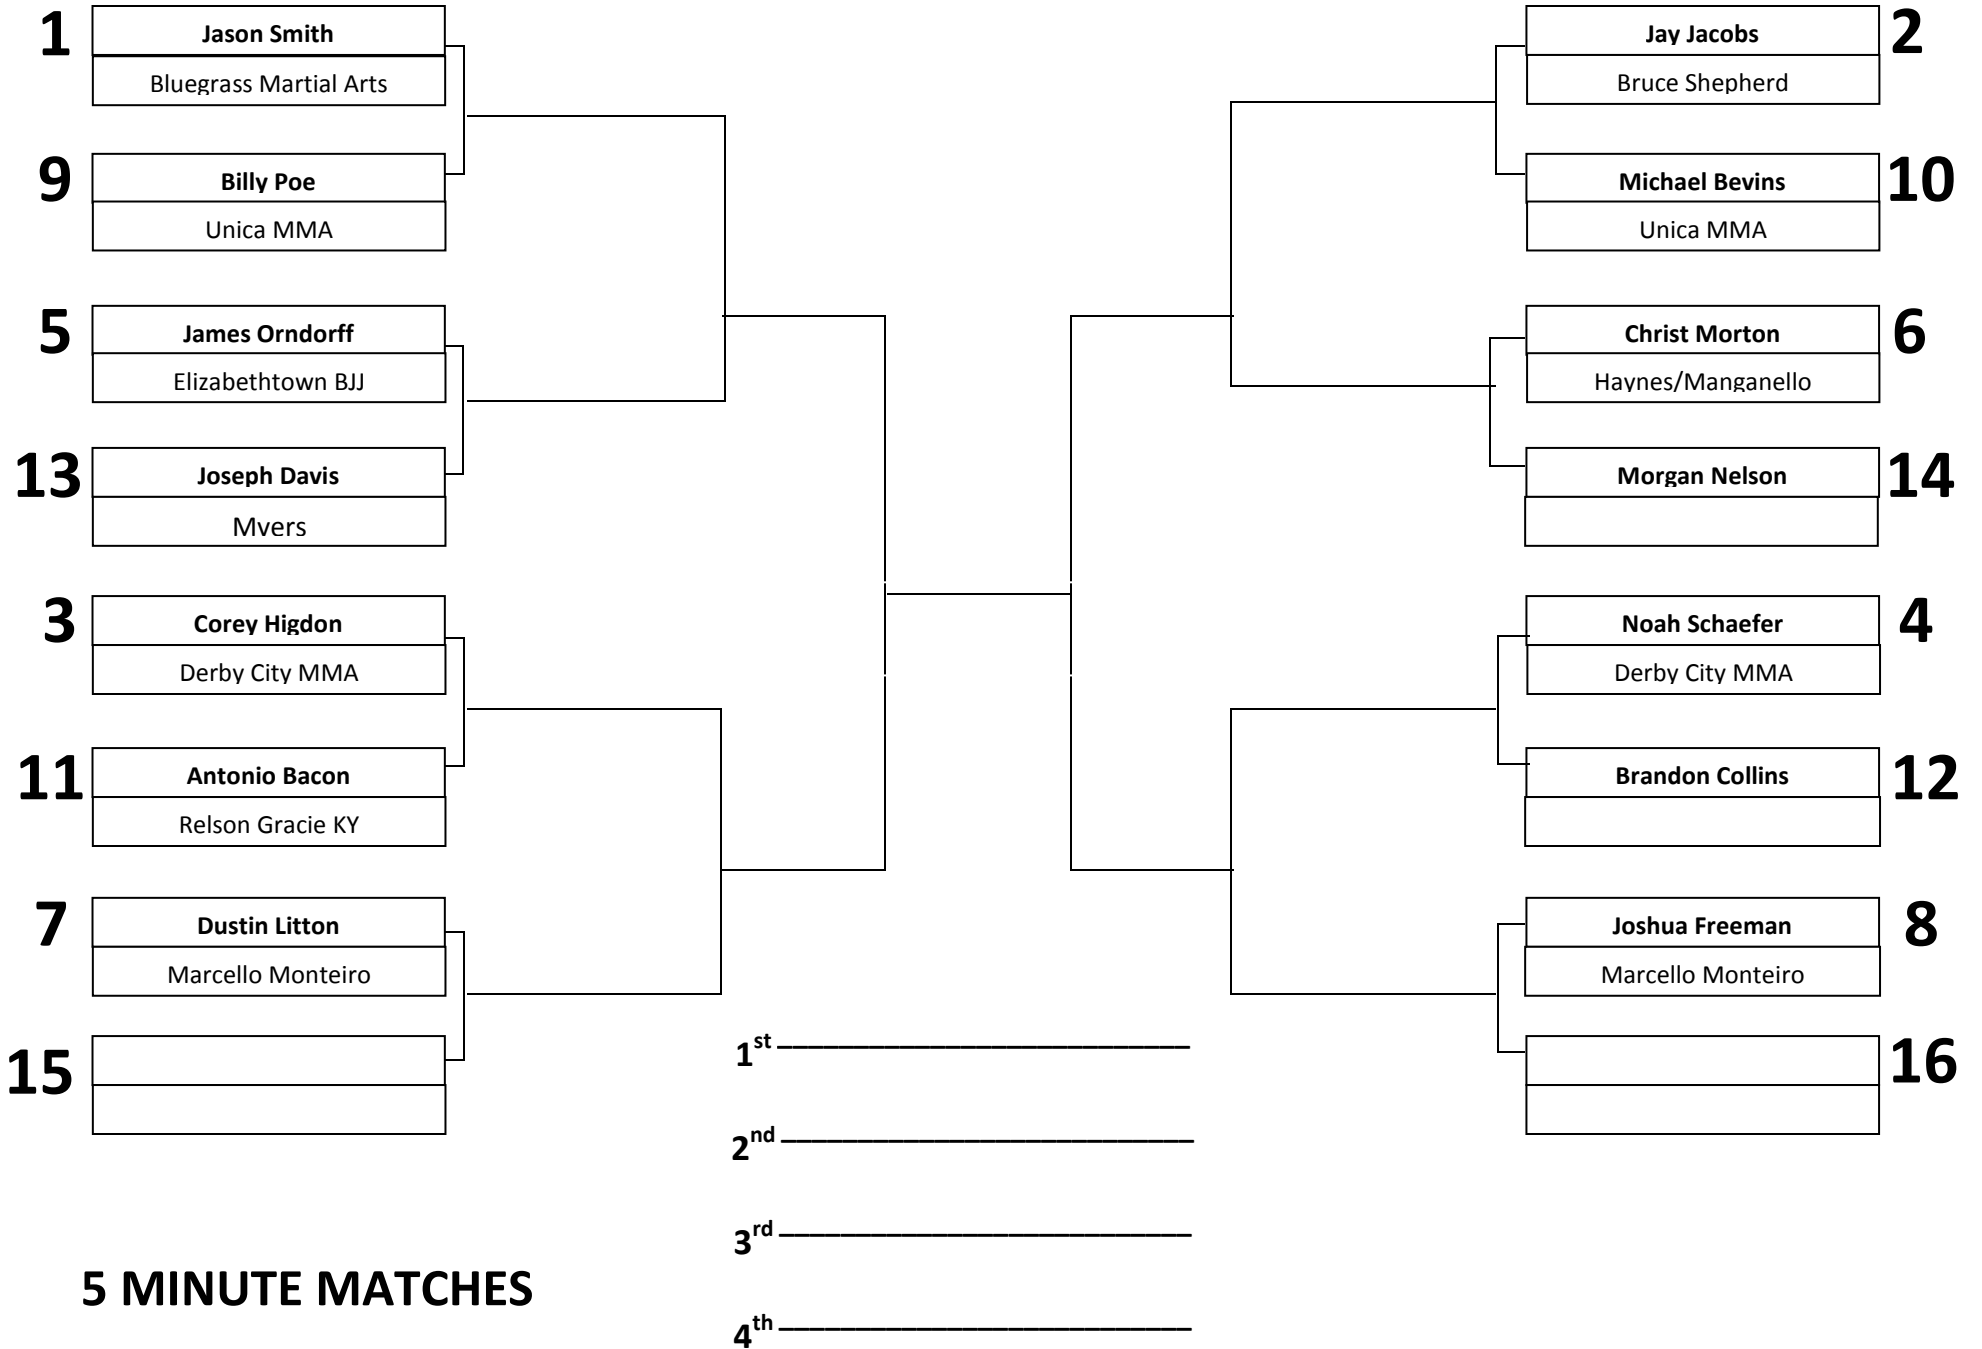 1
Jason Smith
Bluegrass Martial Arts
9
Billy Poe
Unica MMA
5
James Orndorff
Elizabethtown BJJ
13
Joseph Davis
Myers
3
Corey Higdon
Derby City MMA
11
Antonio Bacon
Relson Gracie KY
7
Dustin Litton
Marcello Monteiro
15
Jay Jacobs
2
Bruce Shepherd
Michael Bevins
10
Unica MMA
Christ Morton
6
Haynes/Manganello
Morgan Nelson
14
Noah Schaefer
4
Derby City MMA
Brandon Collins
12
Joshua Freeman
8
Marcello Monteiro
16
1st
2nd
3rd
4th
5 MINUTE MATCHES